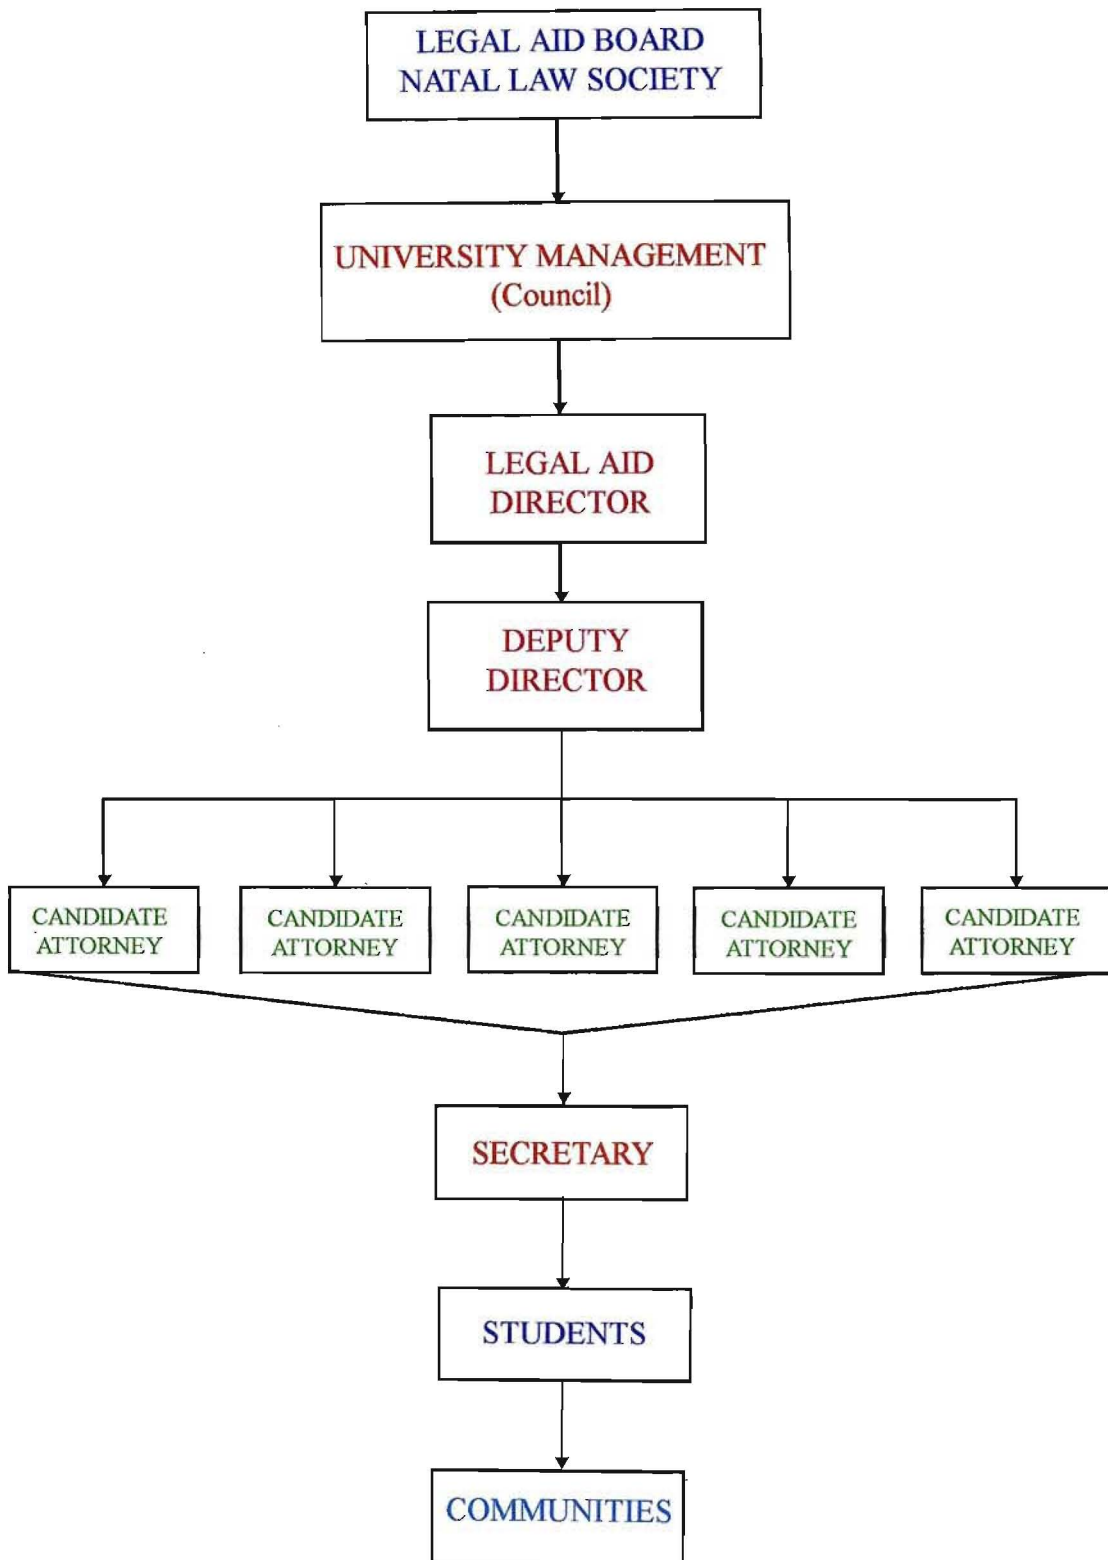 LEGAL AID BOARD
NATAL LAW SOCIETY
UNIVERSITY MANAGEMENT
(Council)
LEGAL AID
DIRECTOR
DEPUTY
DIRECTOR
CANDIDATE
ATTORNEY
CANDIDATE
ATTORNEY
CANDIDATE
ATTORNEY
CANDIDATE
ATTORNEY
CANDIDATE
ATTORNEY
SECRETARY
STUDENTS
COMMUNITIES